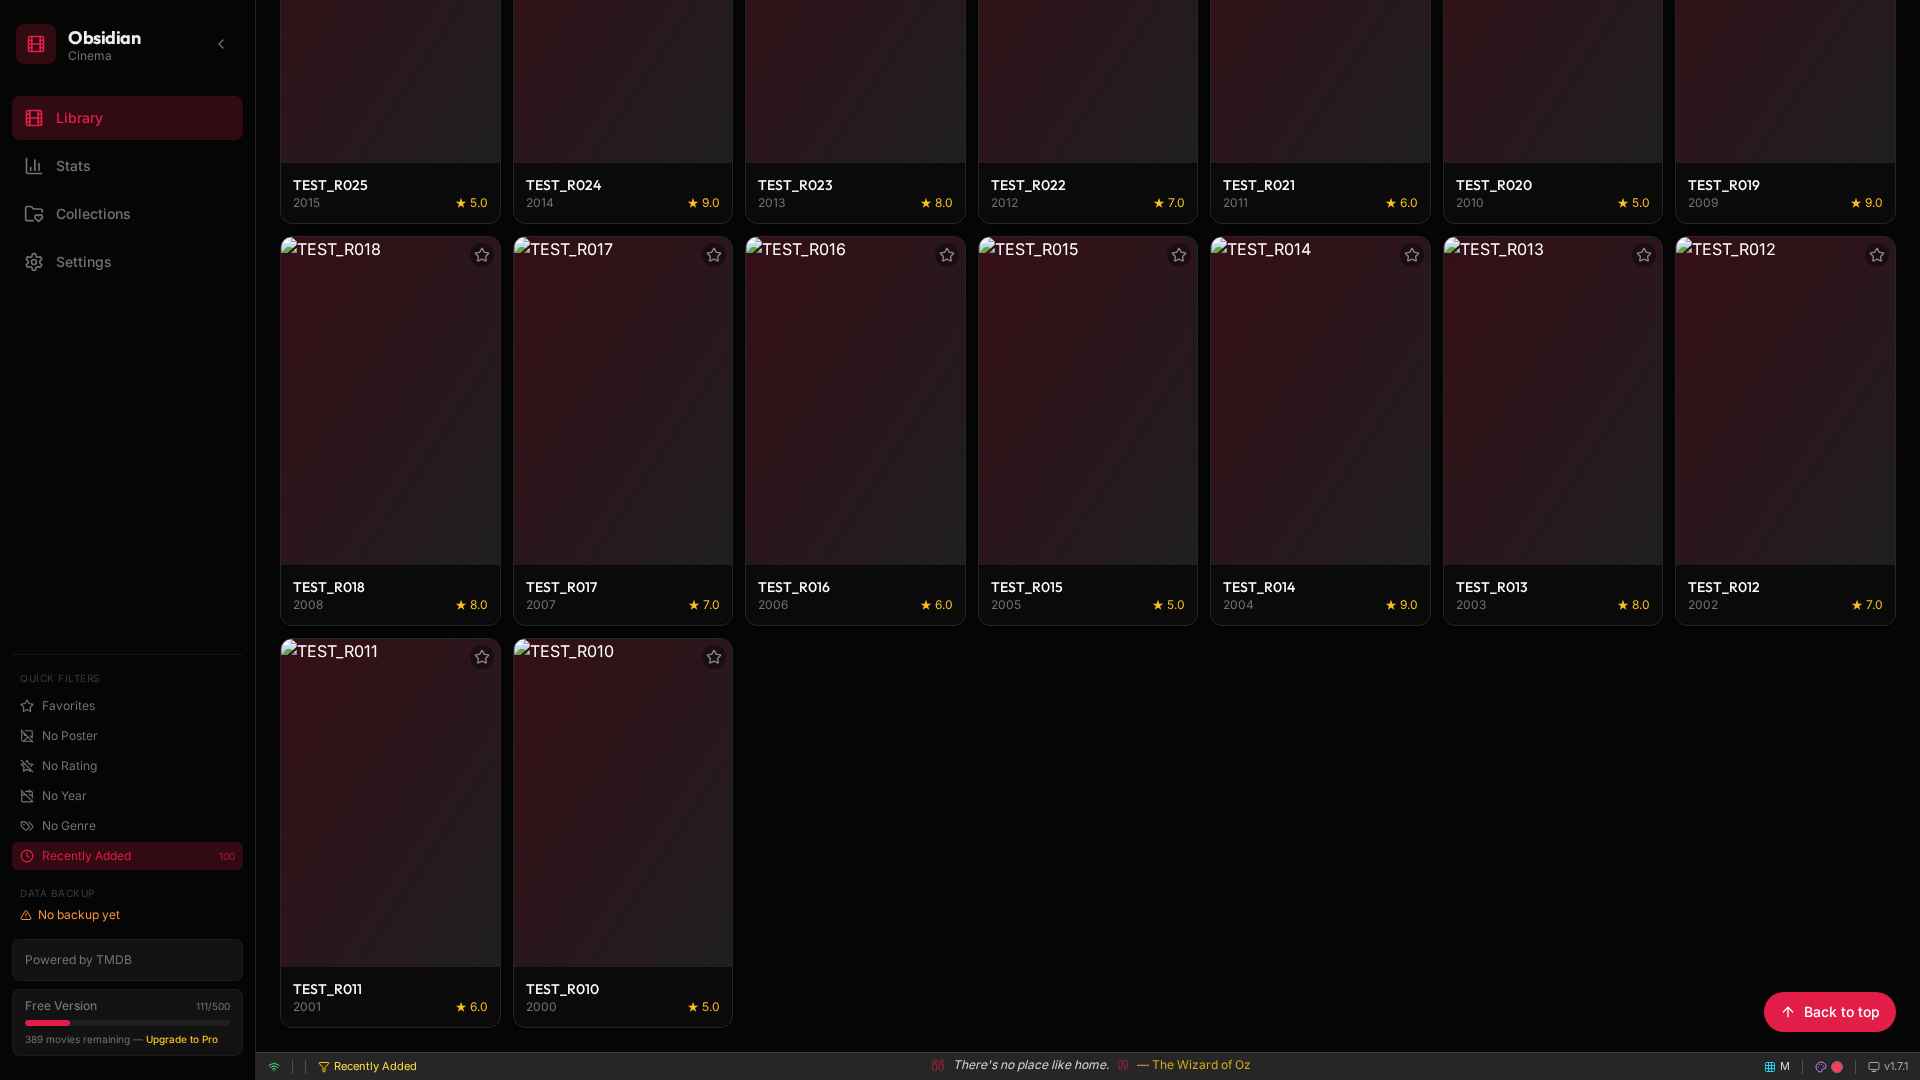 Obsidian
Cinema
Library
Stats
Collections
Settings
QUICK FILTERS
Favorites
No Poster
No Rating
No Year
No Genre
Recently Added 100
DATA BACKUP
No backup yet
Powered by TMDB
Free Version 111/500
389 movies remaining — Upgrade to Pro
TEST_R025
2015 ★ 5.0
TEST_R024
2014 ★ 9.0
TEST_R023
2013 ★ 8.0
TEST_R022
2012 ★ 7.0
TEST_R021
2011 ★ 6.0
TEST_R020
2010 ★ 5.0
TEST_R019
2009 ★ 9.0
TEST_R018
TEST_R018
2008 ★ 8.0
TEST_R017
TEST_R017
2007 ★ 7.0
TEST_R016
TEST_R016
2006 ★ 6.0
TEST_R015
TEST_R015
2005 ★ 5.0
TEST_R014
TEST_R014
2004 ★ 9.0
TEST_R013
TEST_R013
2003 ★ 8.0
TEST_R012
TEST_R012
2002 ★ 7.0
TEST_R011
TEST_R011
2001 ★ 6.0
TEST_R010
TEST_R010
2000 ★ 5.0
Back to top
Recently Added
There's no place like home. — The Wizard of Oz
M
v1.7.1